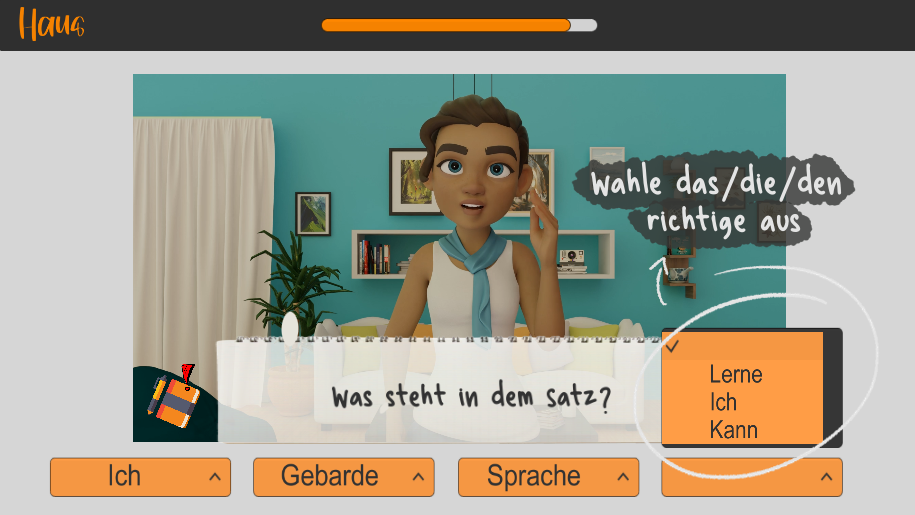 Haus
Wahle das/die/den
richtige aus
Was steht in dem Satz?
Lerne
Ich
Kann
Ich
Gebarde
Sprache